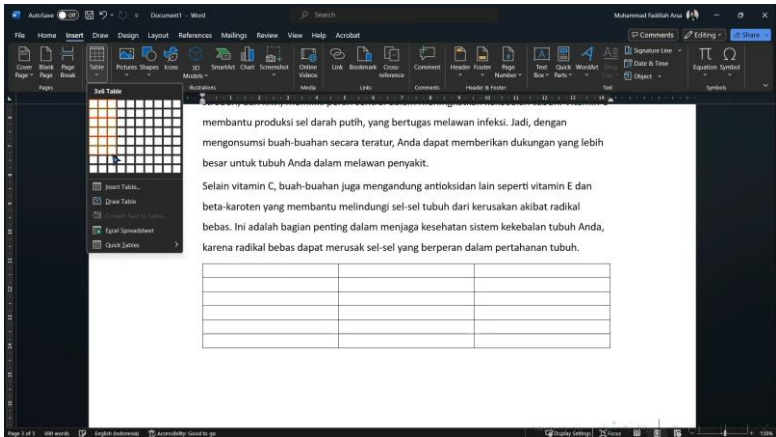 AutoSave Off Document1 - Word Search Muhammad Fadillah Arsa
File Home Insert Draw Design Layout References Mailings Review View Help Acrobat Comments Editing Share
Cover Page Blank Page Page Break Table Pictures Shapes Icons 3D Models SmartArt Chart Screenshot Online Videos Link Bookmark Cross-reference Comment Header Footer Page Number Text Box Quick Parts WordArt Drop Cap Signature Line Date & Time Object Equation Symbol
Pages Illustrations Media Links Comments Header & Footer Text Symbols
3x6 Table
Insert Table...
Draw Table
Convert Text to Table...
Excel Spreadsheet
Quick Tables
membantu produksi sel darah putih, yang bertugas melawan infeksi. Jadi, dengan
mengonsumsi buah-buahan secara teratur, Anda dapat memberikan dukungan yang lebih
besar untuk tubuh Anda dalam melawan penyakit.
Selain vitamin C, buah-buahan juga mengandung antioksidan lain seperti vitamin E dan
beta-karoten yang membantu melindungi sel-sel tubuh dari kerusakan akibat radikal
bebas. Ini adalah bagian penting dalam menjaga kesehatan sistem kekebalan tubuh Anda,
karena radikal bebas dapat merusak sel-sel yang berperan dalam pertahanan tubuh.
Page 3 of 5 690 words English (Indonesia) Accessibility: Good to go Display Settings Focus 150%